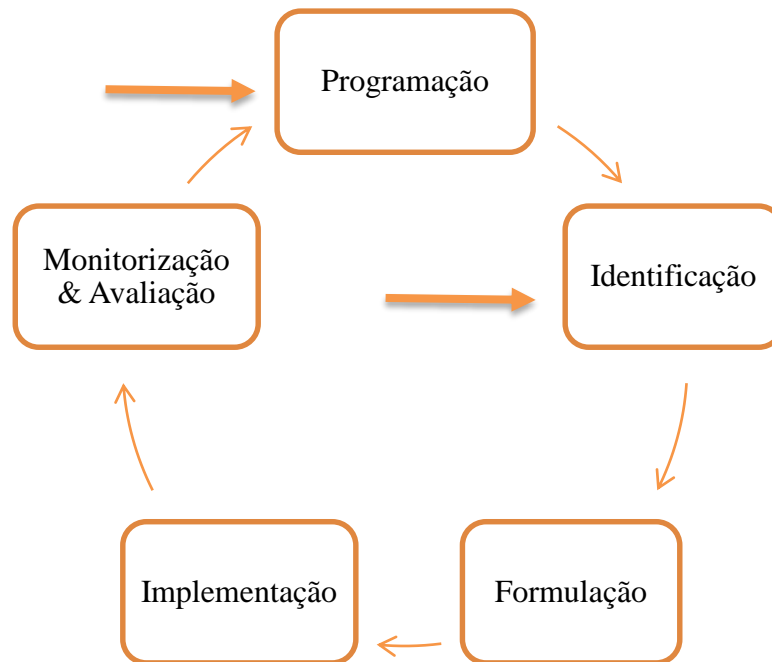 Programação
Identificação
Formulação
Implementação
Monitorização
& Avaliação